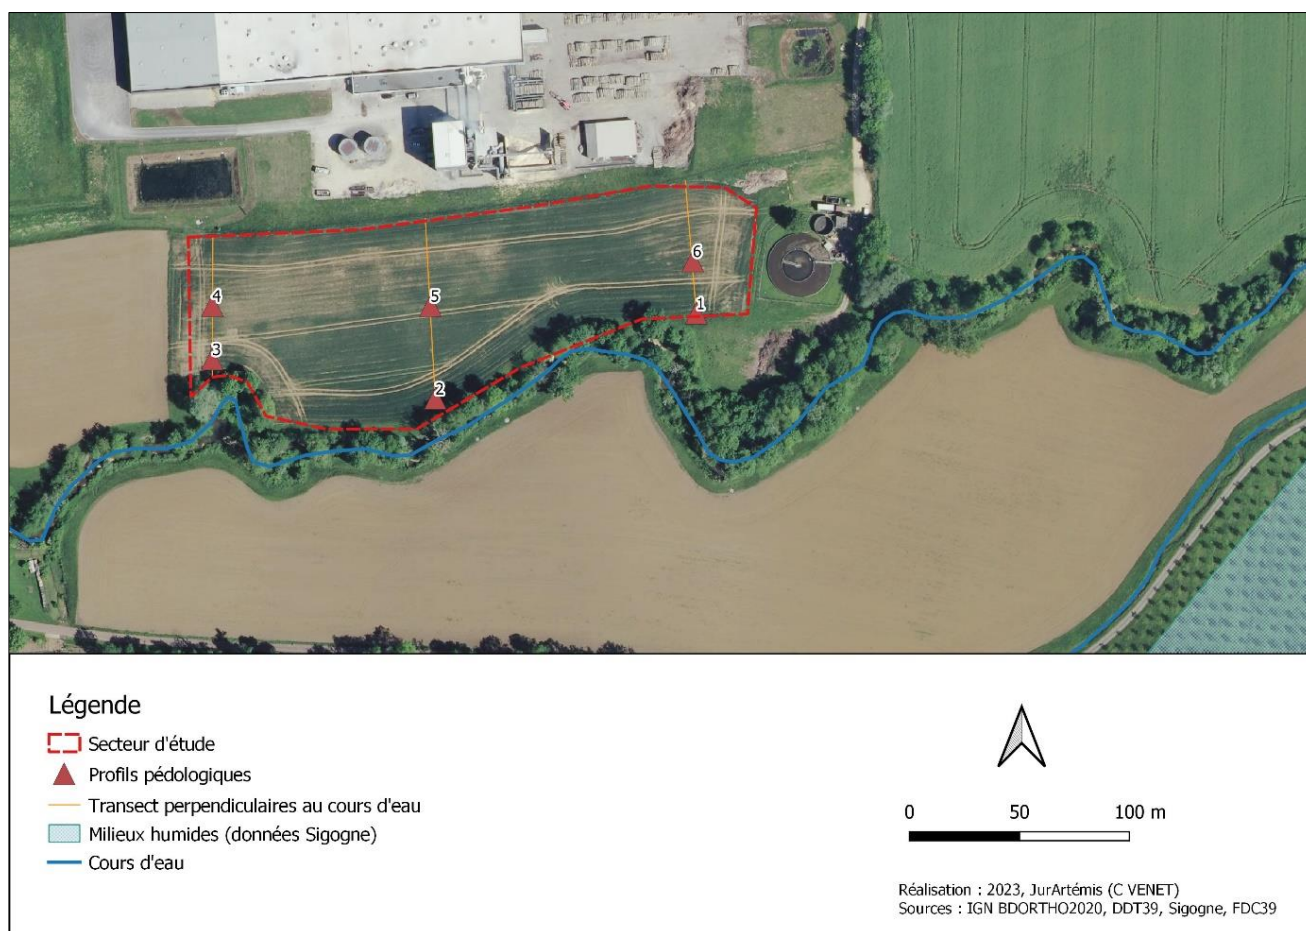 6
4
5
1
3
2
Légende
Secteur d'étude
Profils pédologiques
Transect perpendiculaires au cours d'eau
Milieux humides (données Sigogne)
Cours d'eau
0 50 100 m
Réalisation : 2023, JurArtémis (C VENET)
Sources : IGN BDORTHO2020, DDT39, Sigogne, FDC39